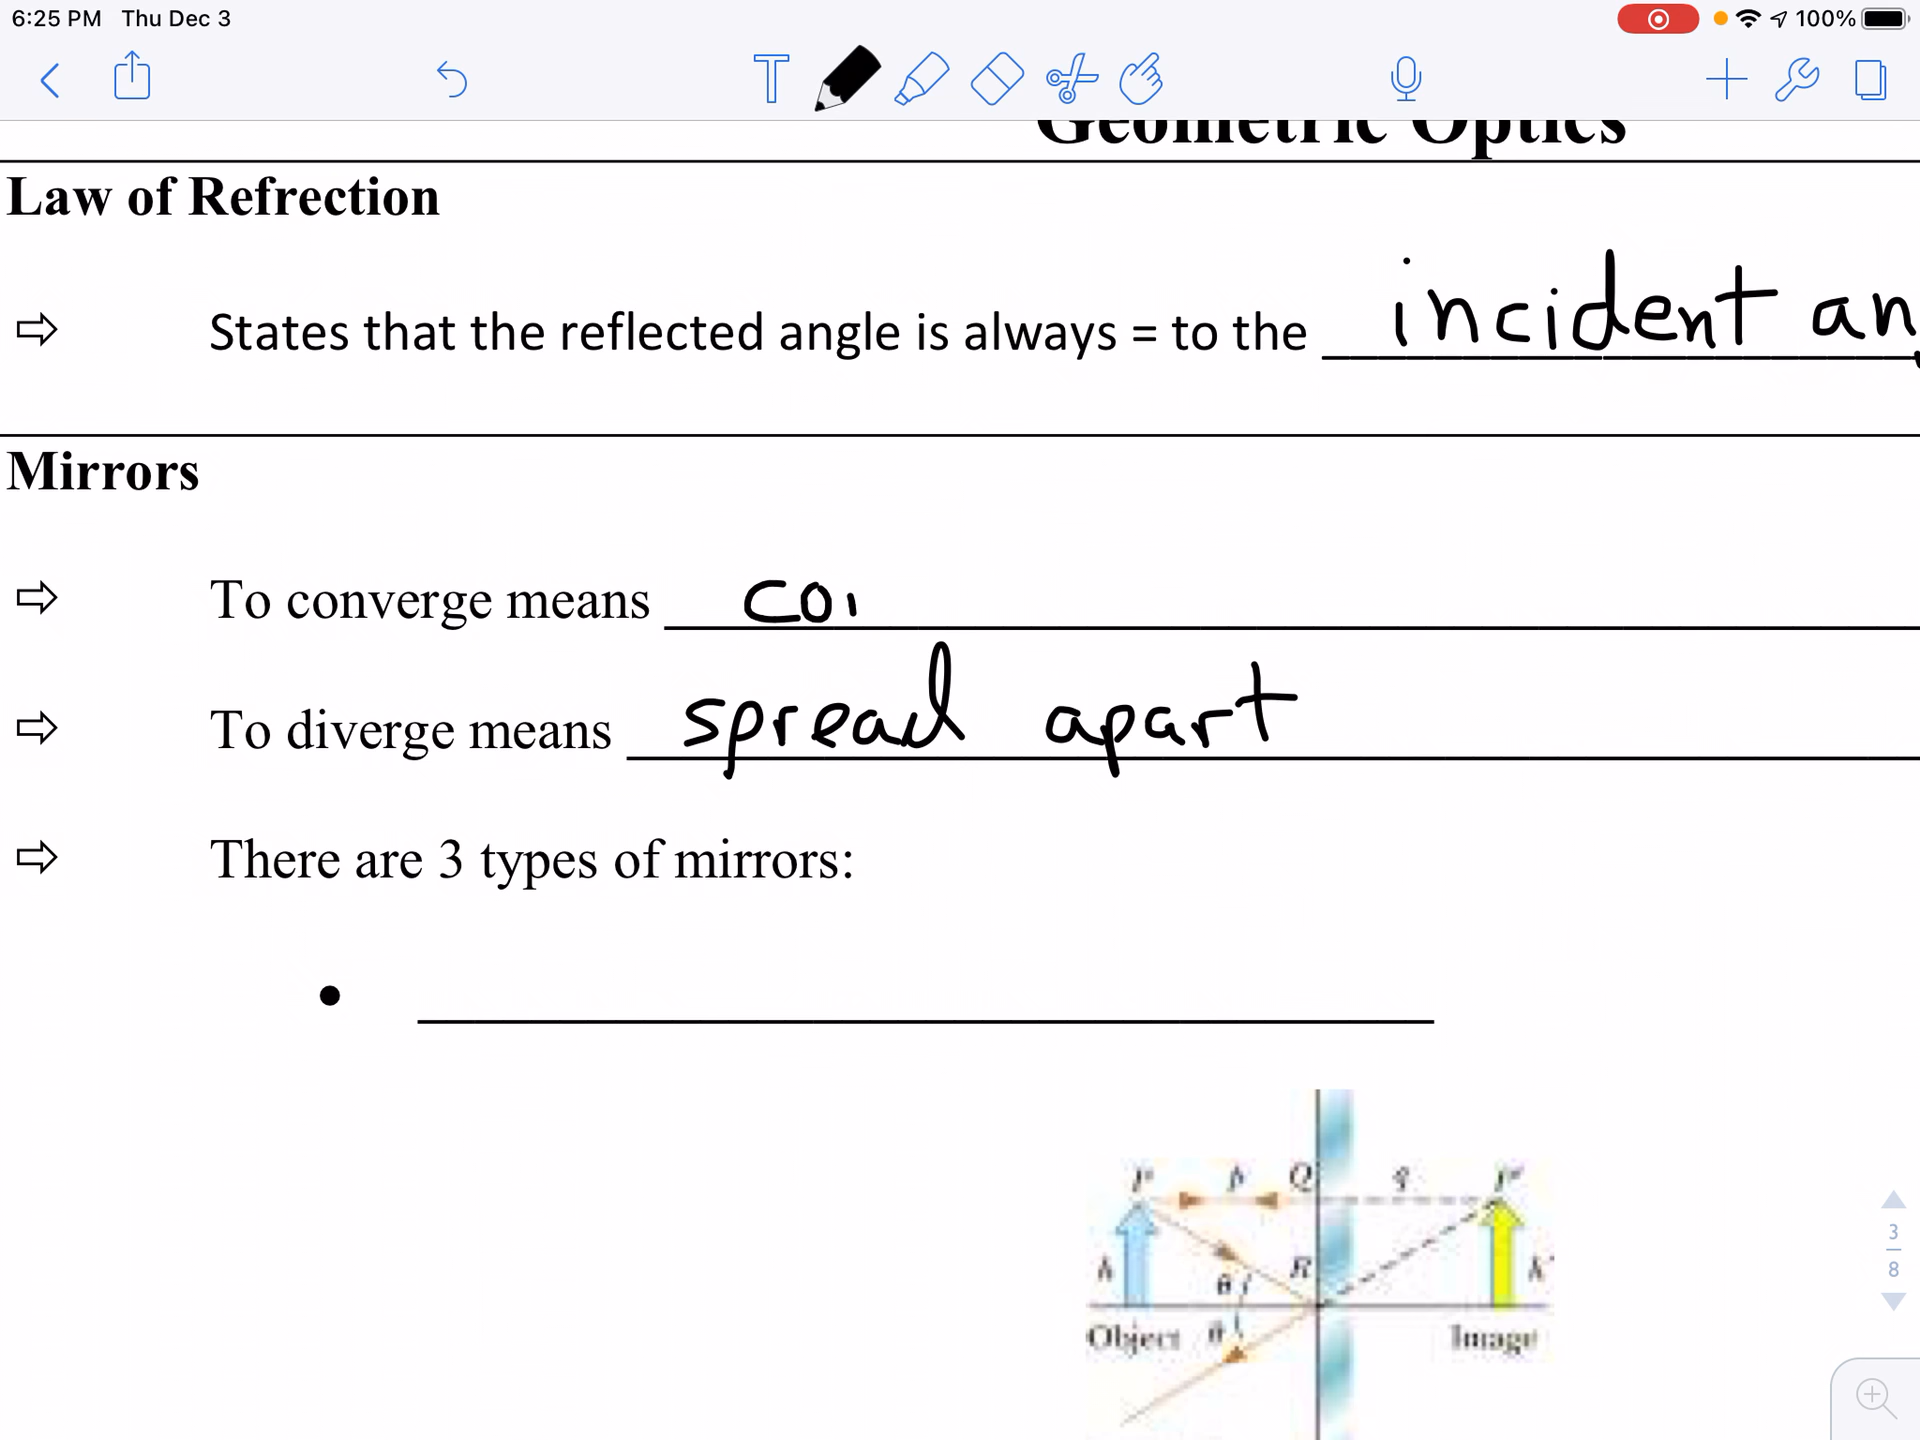 6:25 PM Thu Dec 3 100%
T
Geometric Optics
Law of Refrection
⇨ States that the reflected angle is always = to the incident an
Mirrors
⇨ To converge means co
⇨ To diverge means spread apart
⇨ There are 3 types of mirrors:
•
P p Q q P'
h θ R h'
Object θ Image
3
8